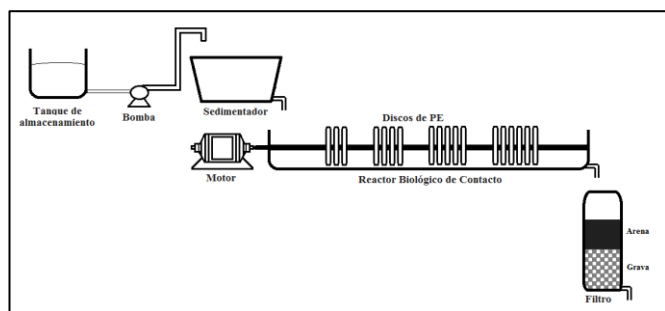 Tanque de
almacenamiento
Bomba
Sedimentador
Discos de PE
Motor
Reactor Biológico de Contacto
Arena
Grava
Filtro